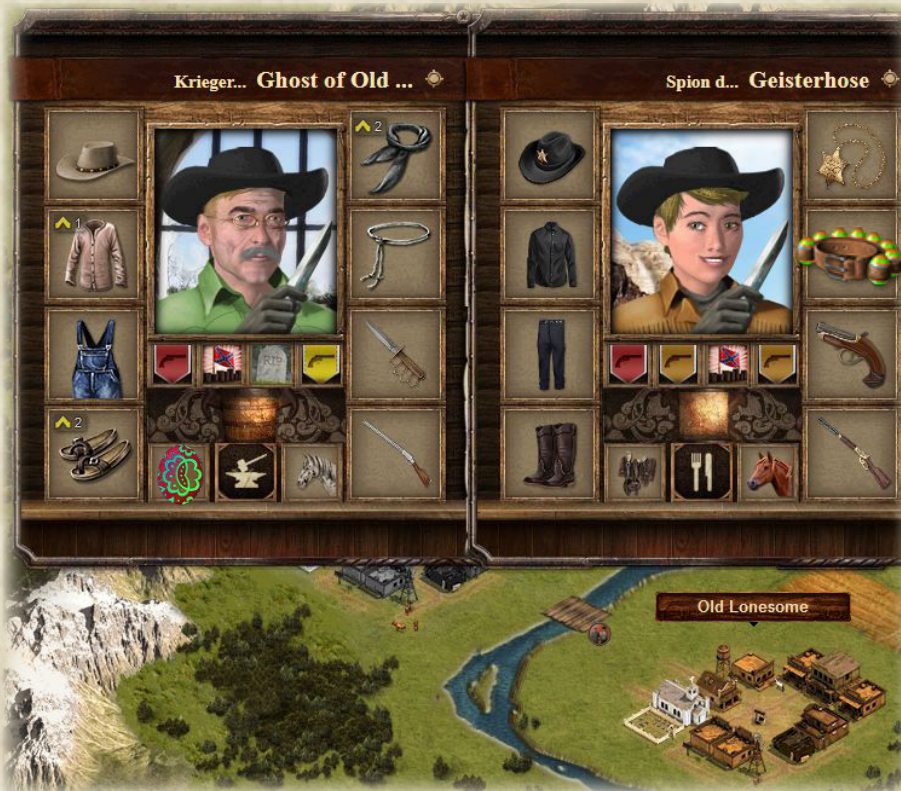 Krieger... Ghost of Old ...
Spion d... Geisterhose
2
1
RIP
2
Old Lonesome